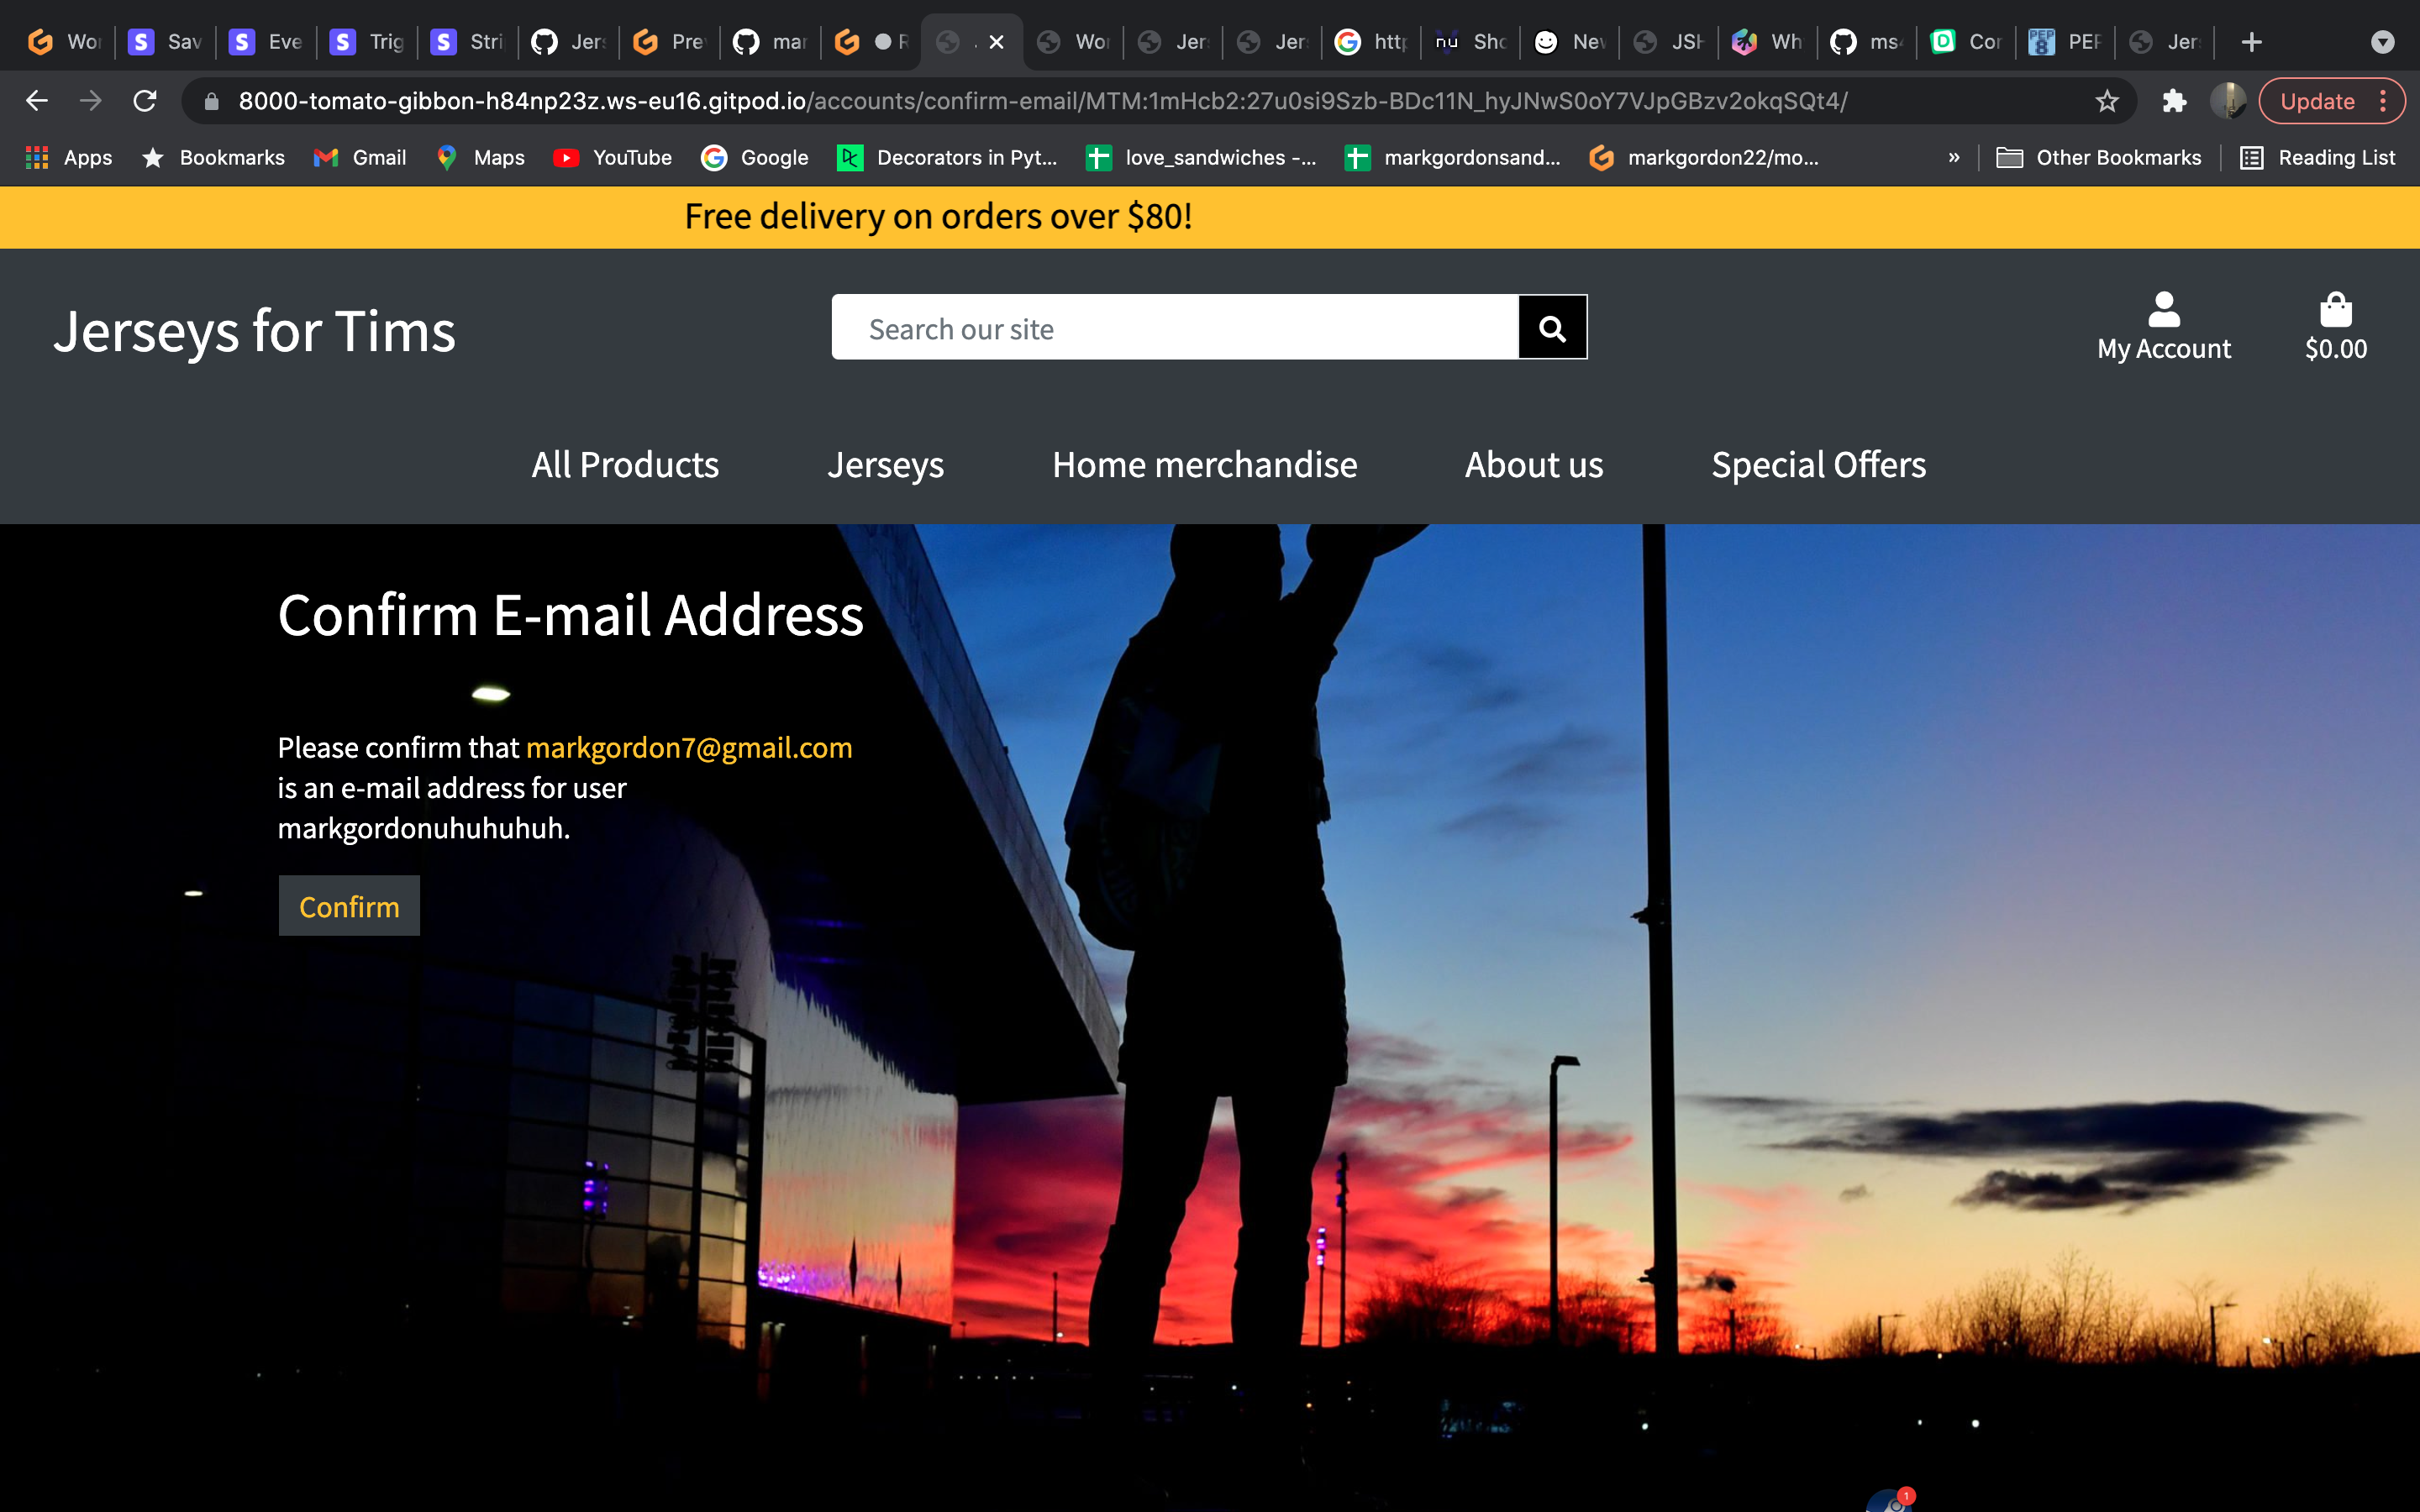 Wor Sav Eve Trig Stri Jer Pre mar R Wor Jer Jer http Sho Nev JSH Wh ms Cor PEP Jer
8000-tomato-gibbon-h84np23z.ws-eu16.gitpod.io/accounts/confirm-email/MTM:1mHcb2:27u0si9Szb-BDc11N_hyJNwS0oY7VJpGBzv2okqSQt4/
Update
Apps Bookmarks Gmail Maps YouTube Google Decorators in Pyt... love_sandwiches -... markgordonsand... markgordon22/mo... » Other Bookmarks Reading List
Free delivery on orders over $80!
Jerseys for Tims
Search our site
My Account
$0.00
All Products Jerseys Home merchandise About us Special Offers
Confirm E-mail Address
Please confirm that markgordon7@gmail.com
is an e-mail address for user
markgordonuhuhuhuh.
Confirm
1